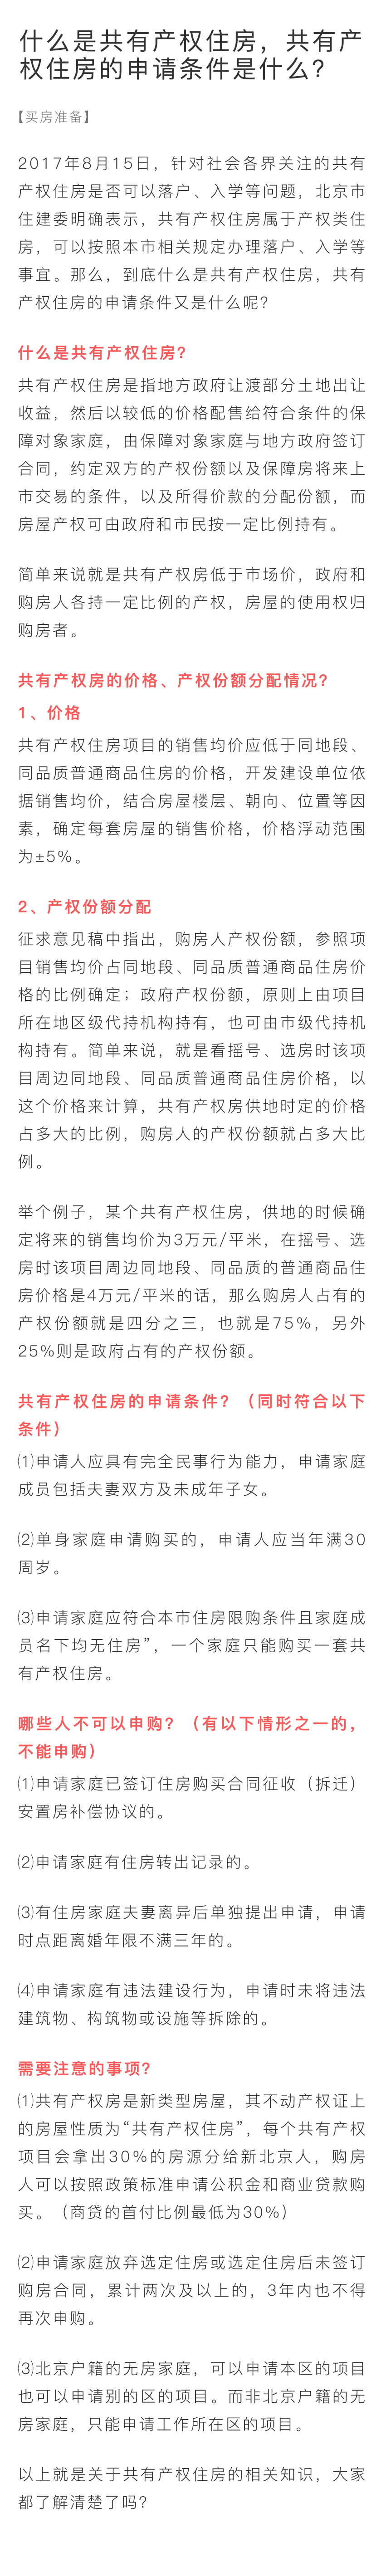 什么是共有产权住房，共有产
权住房的申请条件是什么？
【买房准备】
2017年8月15日，针对社会各界关注的共有
产权住房是否可以落户、入学等问题，北京市
住建委明确表示，共有产权住房属于产权类住
房，可以按照本市相关规定办理落户、入学等
事宜。那么，到底什么是共有产权住房，共有
产权住房的申请条件又是什么呢？
什么是共有产权住房？
共有产权住房是指地方政府让渡部分土地出让
收益，然后以较低的价格配售给符合条件的保
障对象家庭，由保障对象家庭与地方政府签订
合同，约定双方的产权份额以及保障房将来上
市交易的条件，以及所得价款的分配份额，而
房屋产权可由政府和市民按一定比例持有。
简单来说就是共有产权房低于市场价，政府和
购房人各持一定比例的产权，房屋的使用权归
购房者。
共有产权房的价格、产权份额分配情况？
1、价格
共有产权住房项目的销售均价应低于同地段、
同品质普通商品住房的价格，开发建设单位依
据销售均价，结合房屋楼层、朝向、位置等因
素，确定每套房屋的销售价格，价格浮动范围
为±5%。
2、产权份额分配
征求意见稿中指出，购房人产权份额，参照项
目销售均价占同地段、同品质普通商品住房价
格的比例确定；政府产权份额，原则上由项目
所在地区级代持机构持有，也可由市级代持机
构持有。简单来说，就是看摇号、选房时该项
目周边同地段、同品质普通商品住房价格，以
这个价格来计算，共有产权房供地时定的价格
占多大的比例，购房人的产权份额就占多大比
例。
举个例子，某个共有产权住房，供地的时候确
定将来的销售均价为3万元/平米，在摇号、选
房时该项目周边同地段、同品质的普通商品住
房价格是4万元/平米的话，那么购房人占有的
产权份额就是四分之三，也就是75%，另外
25%则是政府占有的产权份额。
共有产权住房的申请条件？（同时符合以下
条件）
⑴申请人应具有完全民事行为能力，申请家庭
成员包括夫妻双方及未成年子女。
⑵单身家庭申请购买的，申请人应当年满30
周岁。
⑶申请家庭应符合本市住房限购条件且家庭成
员名下均无住房”，一个家庭只能购买一套共
有产权住房。
哪些人不可以申购？（有以下情形之一的，
不能申购）
⑴申请家庭已签订住房购买合同征收（拆迁）
安置房补偿协议的。
⑵申请家庭有住房转出记录的。
⑶有住房家庭夫妻离异后单独提出申请，申请
时点距离婚年限不满三年的。
⑷申请家庭有违法建设行为，申请时未将违法
建筑物、构筑物或设施等拆除的。
需要注意的事项？
⑴共有产权房是新类型房屋，其不动产权证上
的房屋性质为“共有产权住房”，每个共有产权
项目会拿出30%的房源分给新北京人，购房
人可以按照政策标准申请公积金和商业贷款购
买。（商贷的首付比例最低为30%）
⑵申请家庭放弃选定住房或选定住房后未签订
购房合同，累计两次及以上的，3年内也不得
再次申购。
⑶北京户籍的无房家庭，可以申请本区的项目
也可以申请别的区的项目。而非北京户籍的无
房家庭，只能申请工作所在区的项目。
以上就是关于共有产权住房的相关知识，大家
都了解清楚了吗？